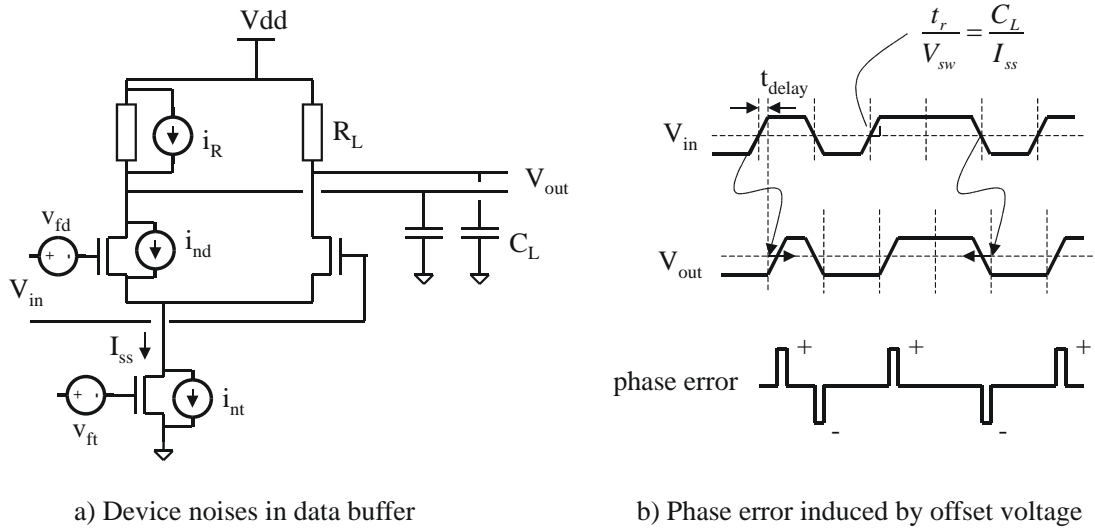 Vdd
R_L
i_R
V_out
v_fd
+ -
i_nd
C_L
V_in
I_ss
+ -
i_nt
v_ft
a) Device noises in data buffer
t_r / V_sw = C_L / I_ss
t_delay
V_in
V_out
+ + +
phase error
- -
b) Phase error induced by offset voltage